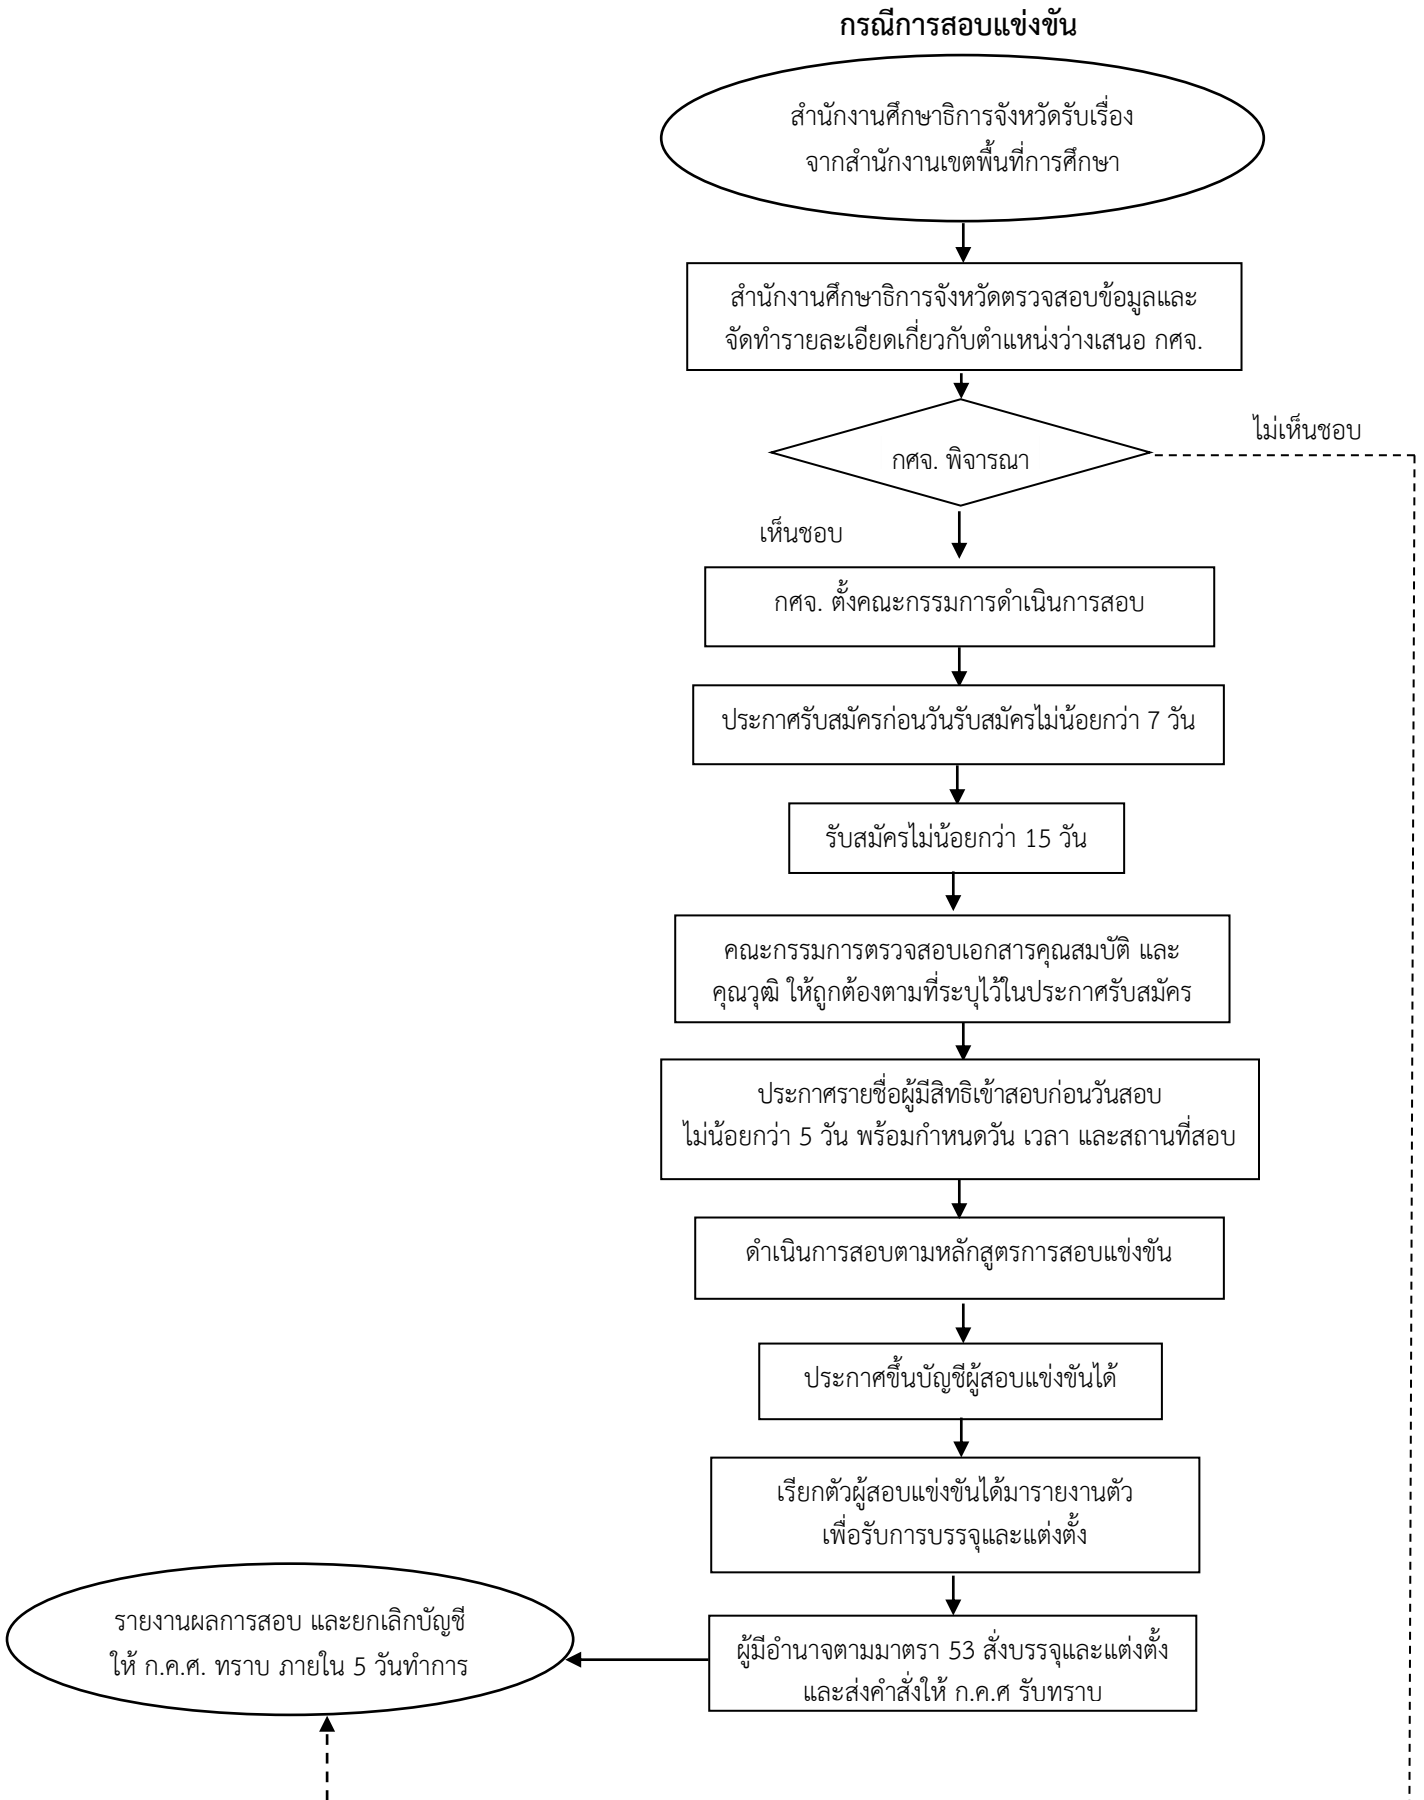 กรณีการสอบแข่งขัน
สำนักงานศึกษาธิการจังหวัดรับเรื่อง
จากสำนักงานเขตพื้นที่การศึกษา
สำนักงานศึกษาธิการจังหวัดตรวจสอบข้อมูลและ
จัดทำรายละเอียดเกี่ยวกับตำแหน่งว่างเสนอ กศจ.
ไม่เห็นชอบ
กศจ. พิจารณา
เห็นชอบ
กศจ. ตั้งคณะกรรมการดำเนินการสอบ
ประกาศรับสมัครก่อนวันรับสมัครไม่น้อยกว่า 7 วัน
รับสมัครไม่น้อยกว่า 15 วัน
คณะกรรมการตรวจสอบเอกสารคุณสมบัติ และ
คุณวุฒิ ให้ถูกต้องตามที่ระบุไว้ในประกาศรับสมัคร
ประกาศรายชื่อผู้มีสิทธิเข้าสอบก่อนวันสอบ
ไม่น้อยกว่า 5 วัน พร้อมกำหนดวัน เวลา และสถานที่สอบ
ดำเนินการสอบตามหลักสูตรการสอบแข่งขัน
ประกาศขึ้นบัญชีผู้สอบแข่งขันได้
เรียกตัวผู้สอบแข่งขันได้มารายงานตัว
เพื่อรับการบรรจุและแต่งตั้ง
รายงานผลการสอบ และยกเลิกบัญชี
ให้ ก.ค.ศ. ทราบ ภายใน 5 วันทำการ
ผู้มีอำนาจตามมาตรา 53 สั่งบรรจุและแต่งตั้ง
และส่งคำสั่งให้ ก.ค.ศ รับทราบ